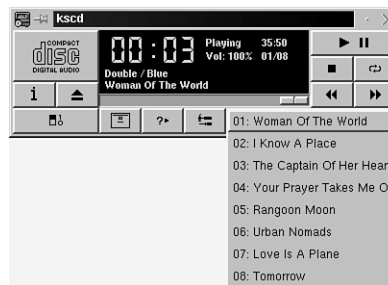 kscd
COMPACT
disc
DIGITAL AUDIO
00:03
Playing 35:50
Vol: 100% 01/08
Double / Blue
Woman Of The World
i
?
01: Woman Of The World
02: I Know A Place
03: The Captain Of Her Hear
04: Your Prayer Takes Me O
05: Rangoon Moon
06: Urban Nomads
07: Love Is A Plane
08: Tomorrow